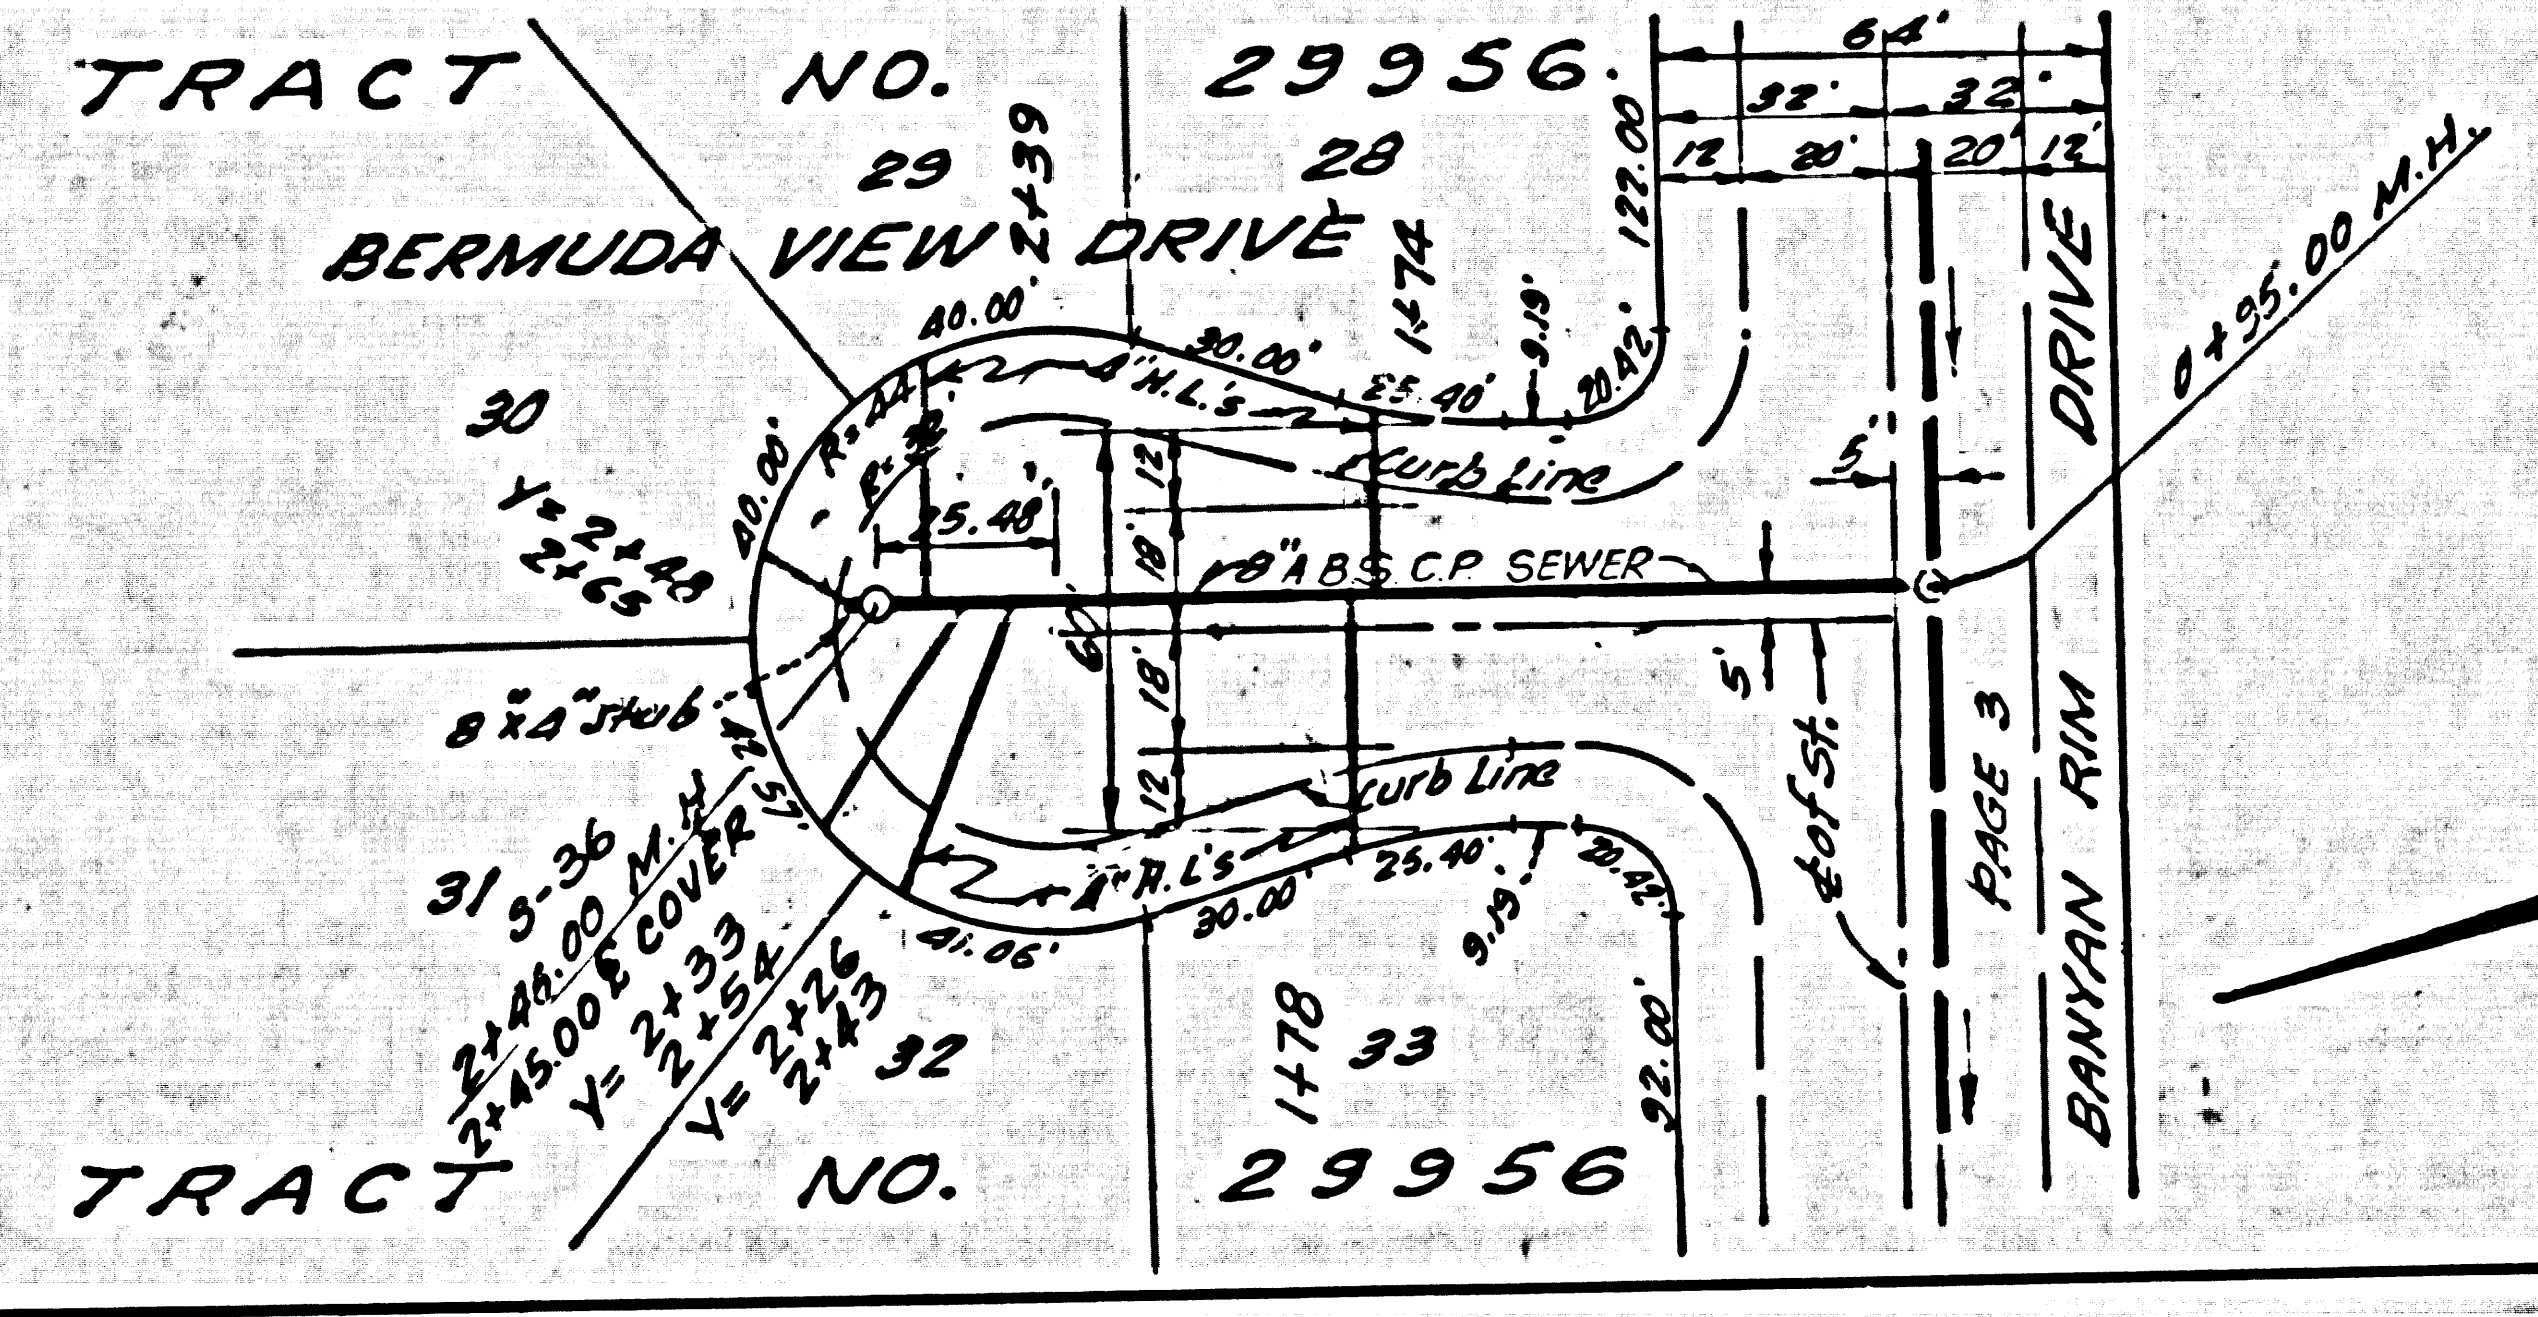 TRACT NO. 29956
64'
32' 32'
12 20' 20' 12'
122.00'
29
2+39
28
BERMUDA VIEW DRIVE
1+74
9.19'
20.42'
40.00'
30.00'
25.40'
4" H.L.'s
R= 44'
R= 32'
40.00'
30
Y= 2+48
2+65
25.48'
12
18'
60'
18'
12
Curb Line
8" A B S C.P. SEWER
5'
5'
0+95.00 M.H.
BANYAN RIM DRIVE
PAGE 3
℄ of St.
8"x4" stub
42.57'
31
S-36
2+46.00 M.H.
2+45.00 ℄ COVER
Y= 2+33
2+54
Y= 2+26
2+43
32
4" H.L.'s
Curb Line
41.06'
30.00'
25.40'
9.19'
20.42'
92.00'
1+78
33
TRACT NO. 29956